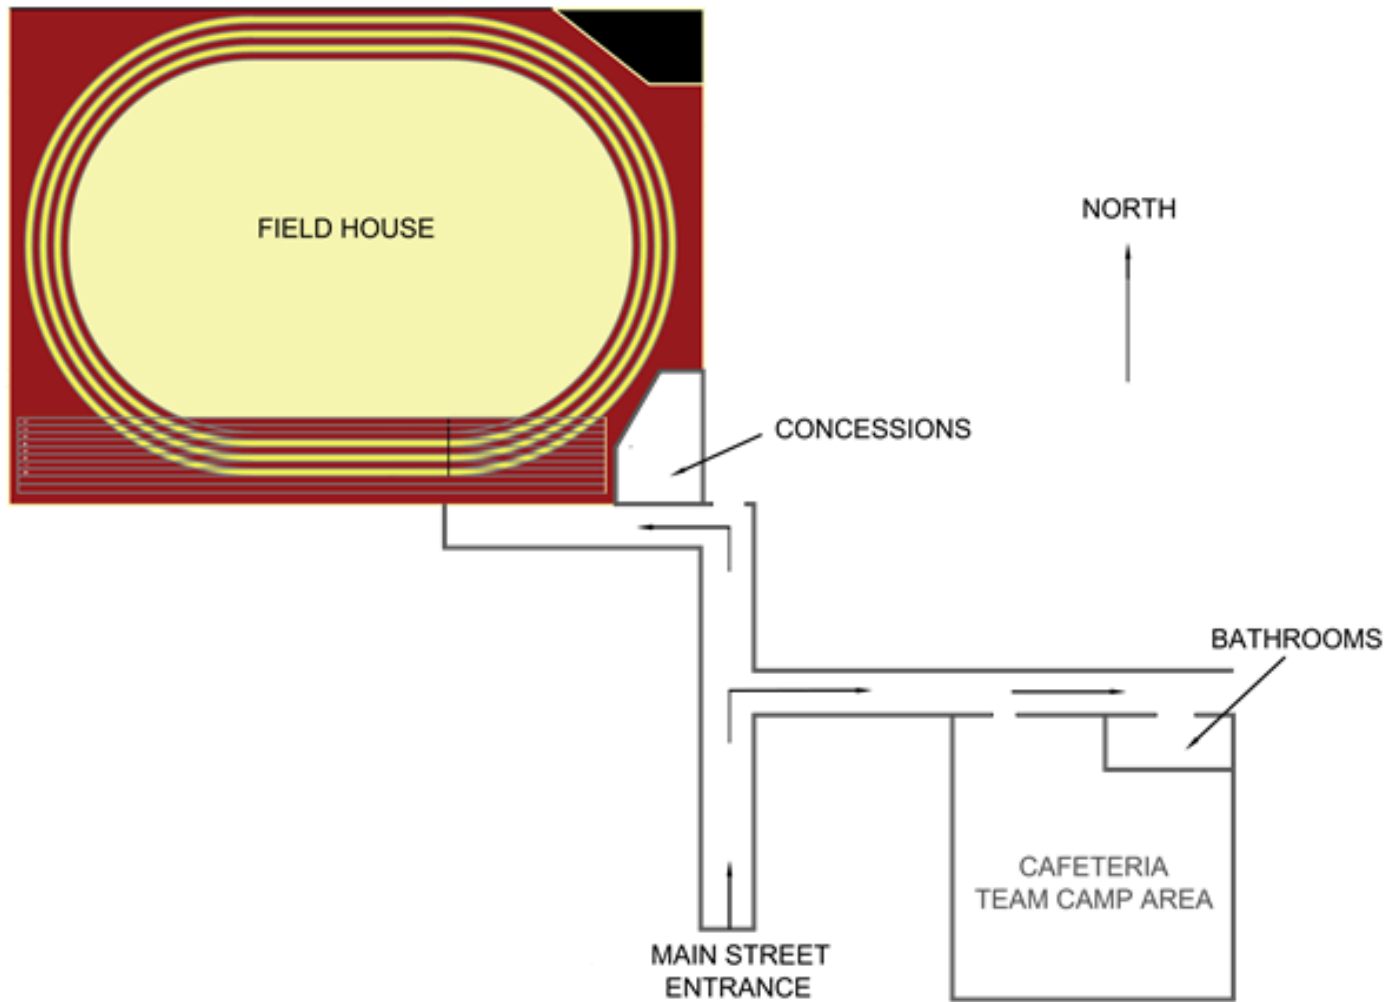 FIELD HOUSE
NORTH
CONCESSIONS
BATHROOMS
CAFETERIA
TEAM CAMP AREA
MAIN STREET
ENTRANCE